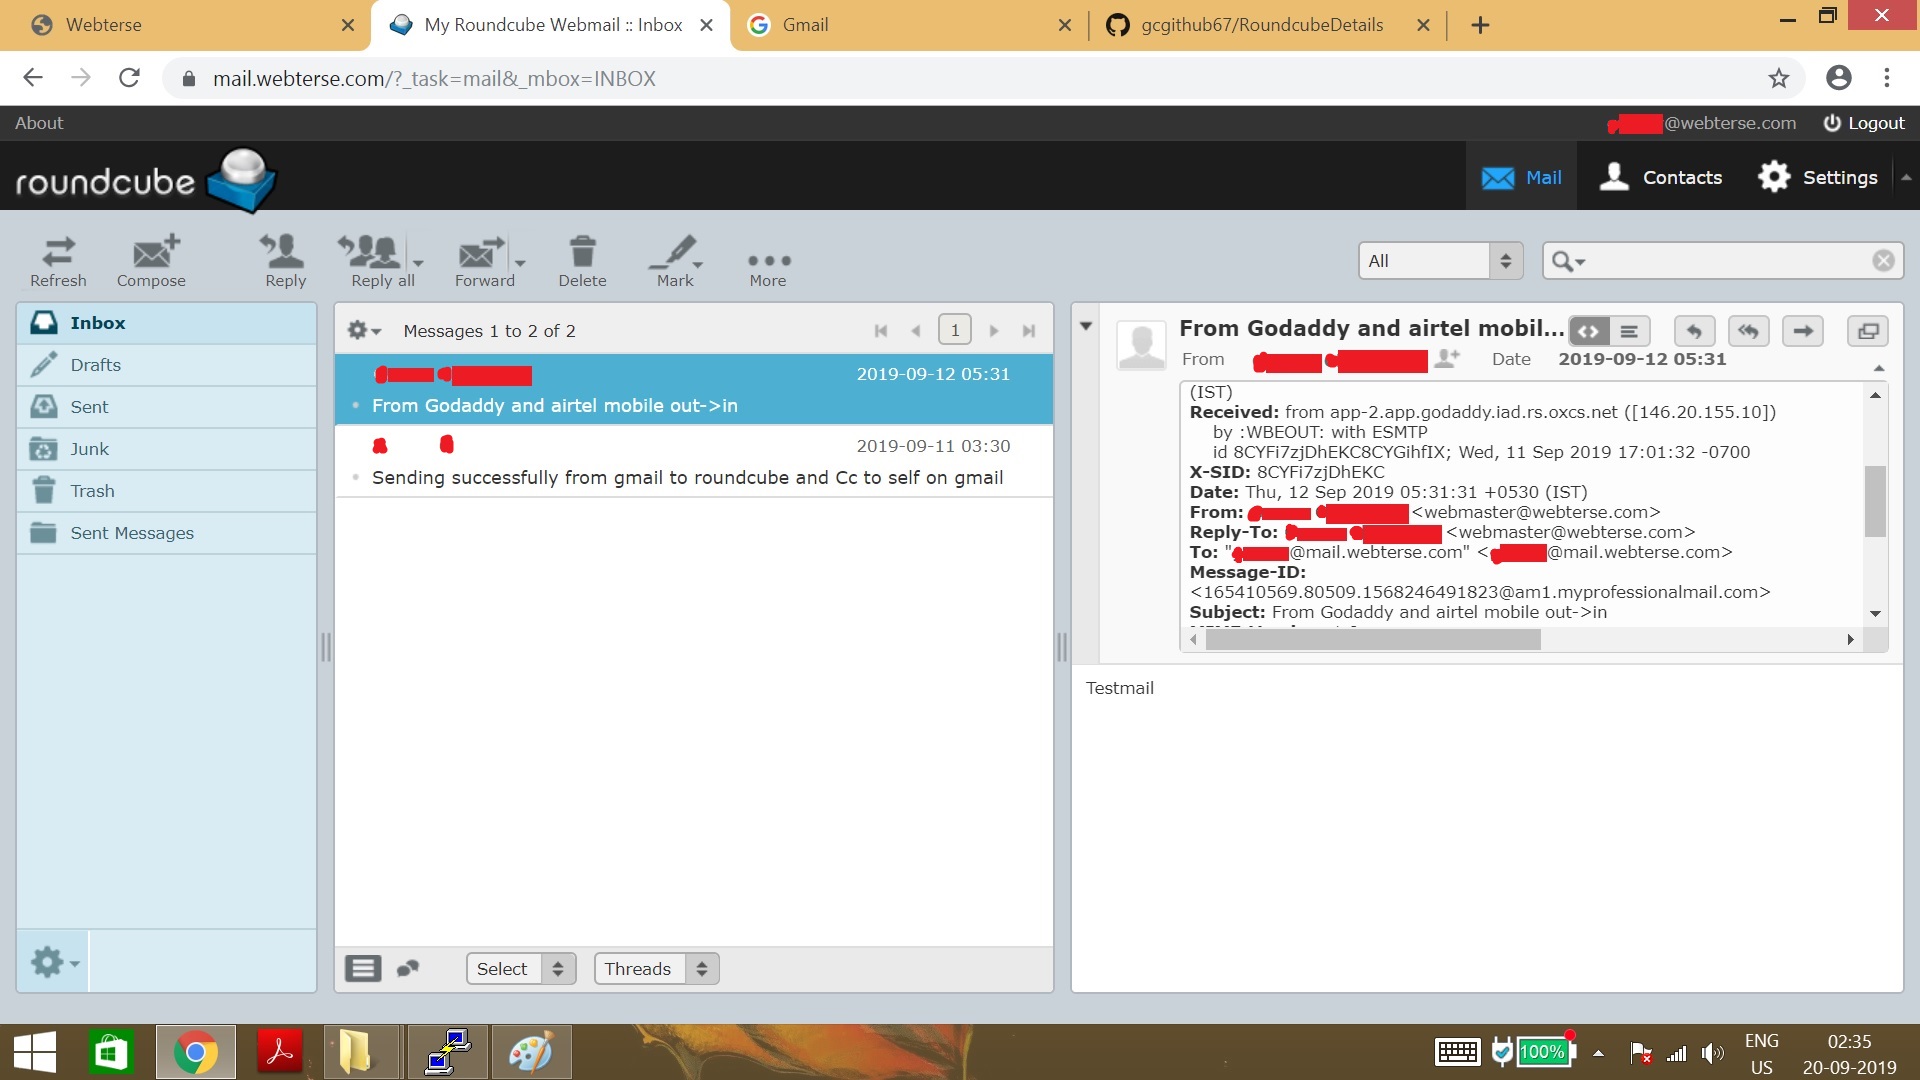 Webterse
My Roundcube Webmail :: Inbox
Gmail
gcgithub67/RoundcubeDetails
mail.webterse.com/?_task=mail&_mbox=INBOX
About
@webterse.com
Logout
roundcube
Mail
Contacts
Settings
Refresh
Compose
Reply
Reply all
Forward
Delete
Mark
More
All
Inbox
Drafts
Sent
Junk
Trash
Sent Messages
Messages 1 to 2 of 2
1
2019-09-12 05:31
From Godaddy and airtel mobile out->in
2019-09-11 03:30
Sending successfully from gmail to roundcube and Cc to self on gmail
Select
Threads
From Godaddy and airtel mobil...
From
Date 2019-09-12 05:31
(IST)
Received: from app-2.app.godaddy.iad.rs.oxcs.net ([146.20.155.10])
by :WBEOUT: with ESMTP
id 8CYFi7zjDhEKC8CYGihfIX; Wed, 11 Sep 2019 17:01:32 -0700
X-SID: 8CYFi7zjDhEKC
Date: Thu, 12 Sep 2019 05:31:31 +0530 (IST)
From: <webmaster@webterse.com>
Reply-To: <webmaster@webterse.com>
To: "@mail.webterse.com" <@mail.webterse.com>
Message-ID:
<165410569.80509.1568246491823@am1.myprofessionalmail.com>
Subject: From Godaddy and airtel mobile out->in
Testmail
100%
ENG
US
02:35
20-09-2019